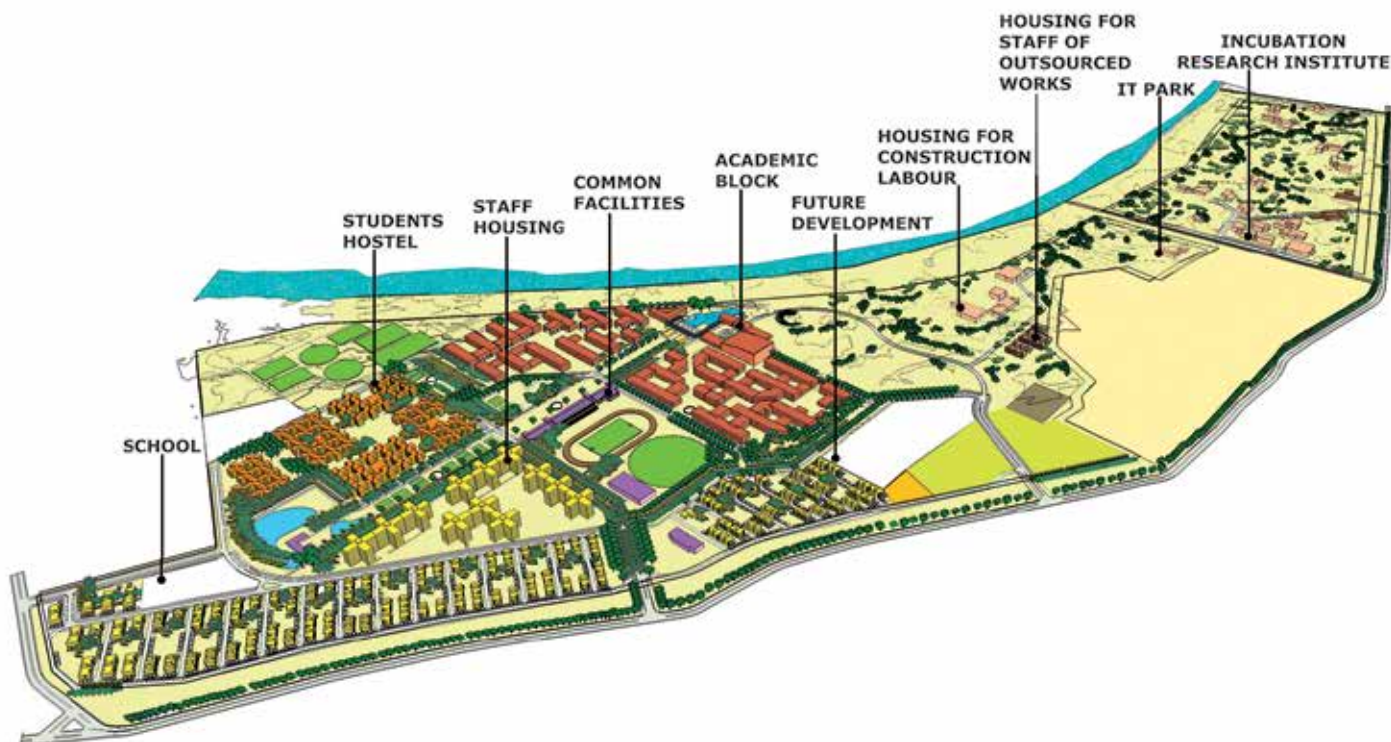 HOUSING FOR
STAFF OF
OUTSOURCED
WORKS
INCUBATION
RESEARCH INSTITUTE
IT PARK
HOUSING FOR
CONSTRUCTION
LABOUR
ACADEMIC
BLOCK
COMMON
FACILITIES
FUTURE
DEVELOPMENT
STAFF
HOUSING
STUDENTS
HOSTEL
SCHOOL